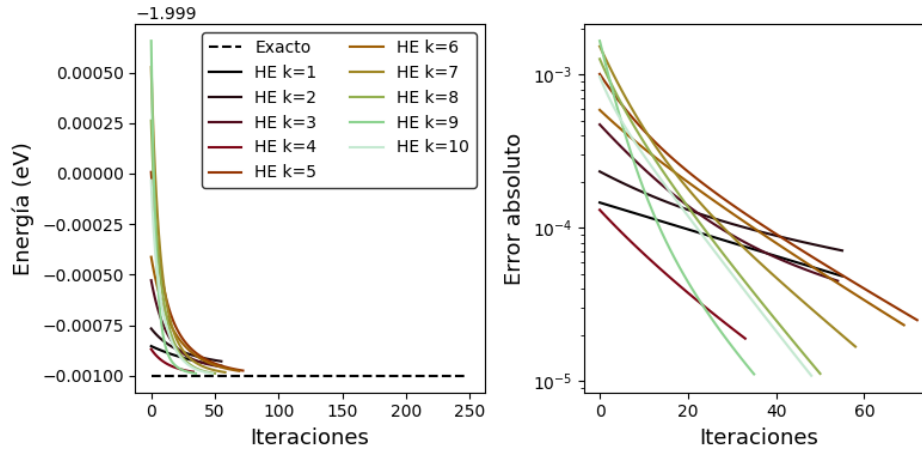 −1.999
0.00050
0.00025
0.00000
−0.00025
−0.00050
−0.00075
−0.00100
Energía (eV)
0
50
100
150
200
250
Iteraciones
Exacto
HE k=1
HE k=2
HE k=3
HE k=4
HE k=5
HE k=6
HE k=7
HE k=8
HE k=9
HE k=10
10⁻³
10⁻⁴
10⁻⁵
Error absoluto
0
20
40
60
Iteraciones